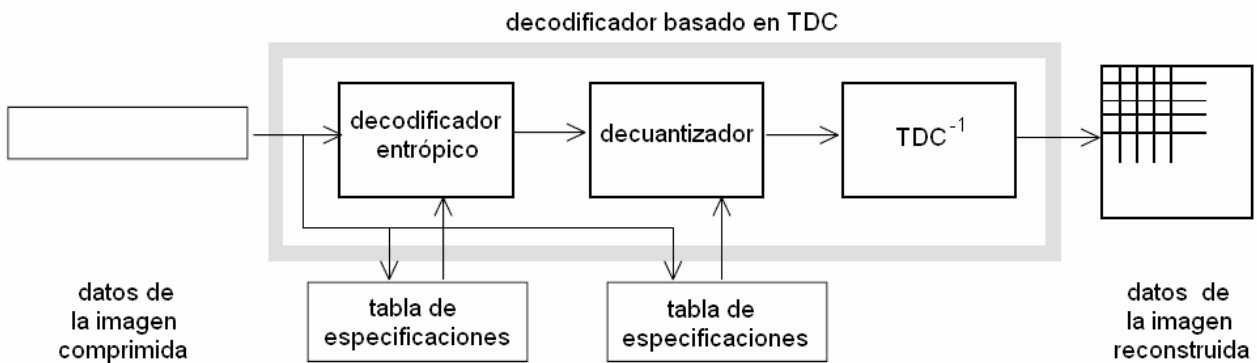 decodificador basado en TDC
decodificador
entrópico
decuantizador
TDC⁻¹
datos de
la imagen
comprimida
tabla de
especificaciones
tabla de
especificaciones
datos de
la imagen
reconstruida